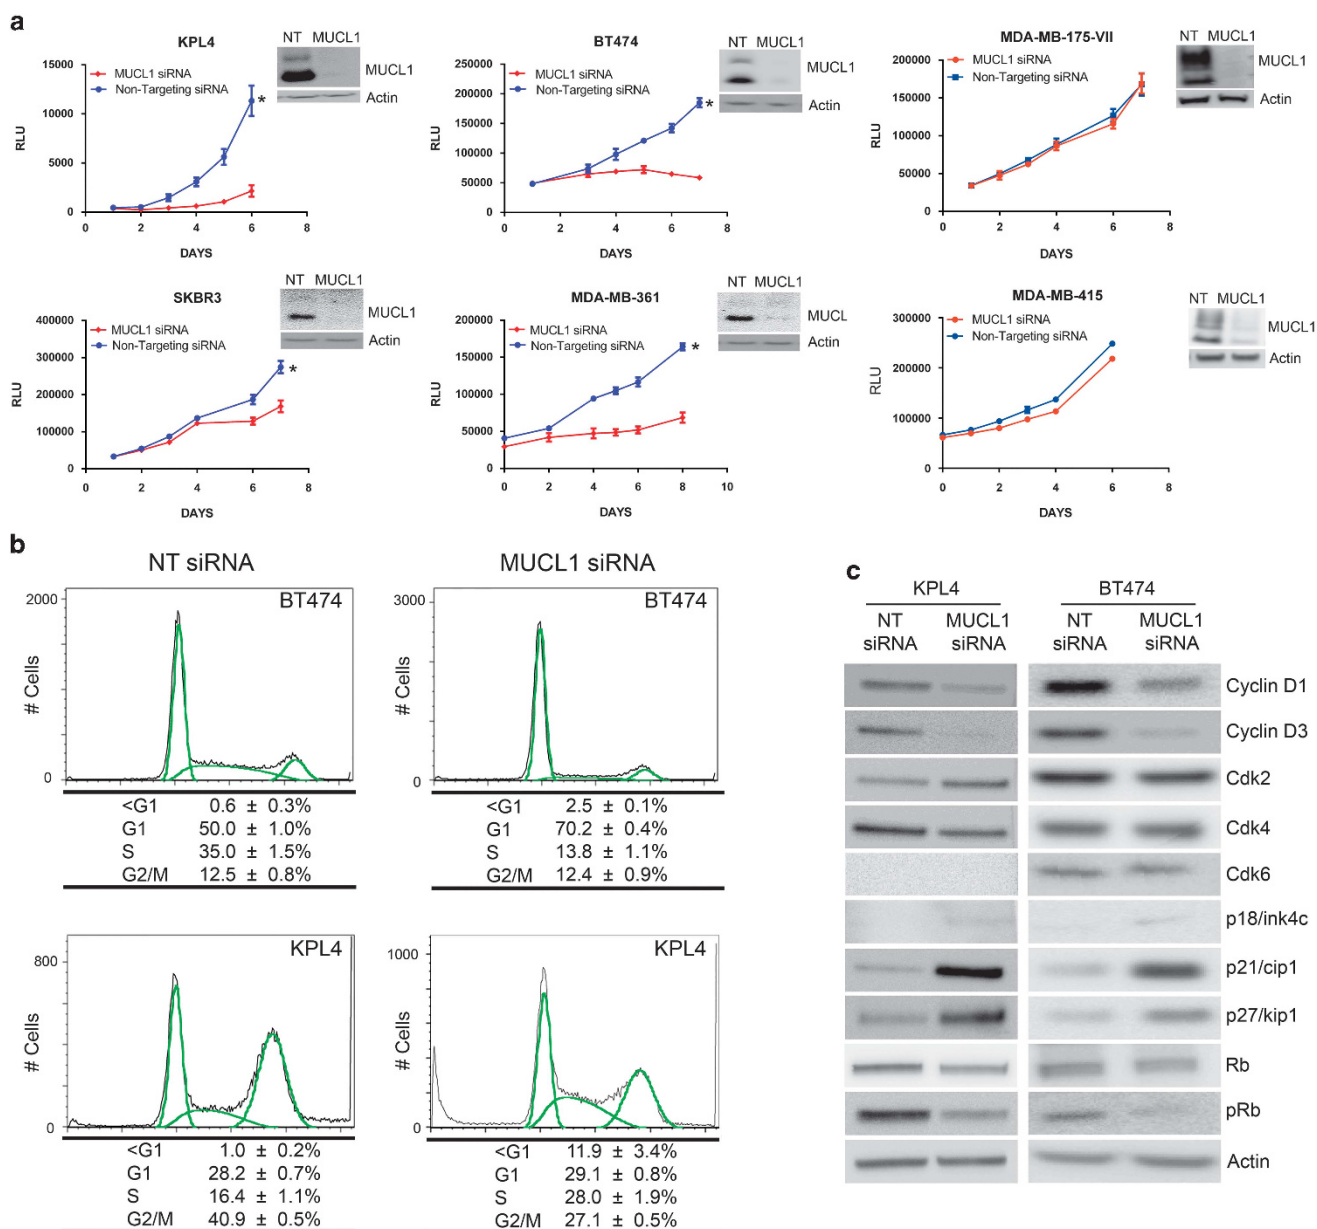 a
KPL4
NT MUCL1
MUCL1
Actin
MUCL1 siRNA
Non-Targeting siRNA
*
RLU
15000
10000
5000
0
0 2 4 6 8
DAYS
BT474
NT MUCL1
MUCL1
Actin
MUCL1 siRNA
Non-Targeting siRNA
*
RLU
250000
200000
150000
100000
50000
0
0 2 4 6 8
DAYS
MDA-MB-175-VII
NT MUCL1
MUCL1
Actin
MUCL1 siRNA
Non-Targeting siRNA
RLU
200000
150000
100000
50000
0
0 2 4 6 8
DAYS
SKBR3
NT MUCL1
MUCL1
Actin
MUCL1 siRNA
Non-Targeting siRNA
*
RLU
400000
300000
200000
100000
0
0 2 4 6 8
DAYS
MDA-MB-361
NT MUCL1
MUCL
Actin
MUCL1 siRNA
Non-Targeting siRNA
*
RLU
200000
150000
100000
50000
0
0 2 4 6 8 10
DAYS
MDA-MB-415
NT MUCL1
MUCL1
Actin
MUCL1 siRNA
Non-Targeting siRNA
RLU
300000
200000
100000
0
0 2 4 6 8
DAYS
b
NT siRNA
BT474
# Cells
2000
0
<G1 0.6 ± 0.3%
G1 50.0 ± 1.0%
S 35.0 ± 1.5%
G2/M 12.5 ± 0.8%
MUCL1 siRNA
BT474
# Cells
3000
0
<G1 2.5 ± 0.1%
G1 70.2 ± 0.4%
S 13.8 ± 1.1%
G2/M 12.4 ± 0.9%
KPL4
# Cells
800
0
<G1 1.0 ± 0.2%
G1 28.2 ± 0.7%
S 16.4 ± 1.1%
G2/M 40.9 ± 0.5%
KPL4
# Cells
1000
0
<G1 11.9 ± 3.4%
G1 29.1 ± 0.8%
S 28.0 ± 1.9%
G2/M 27.1 ± 0.5%
c
KPL4 BT474
NT MUCL1 NT MUCL1
siRNA siRNA siRNA siRNA
Cyclin D1
Cyclin D3
Cdk2
Cdk4
Cdk6
p18/ink4c
p21/cip1
p27/kip1
Rb
pRb
Actin